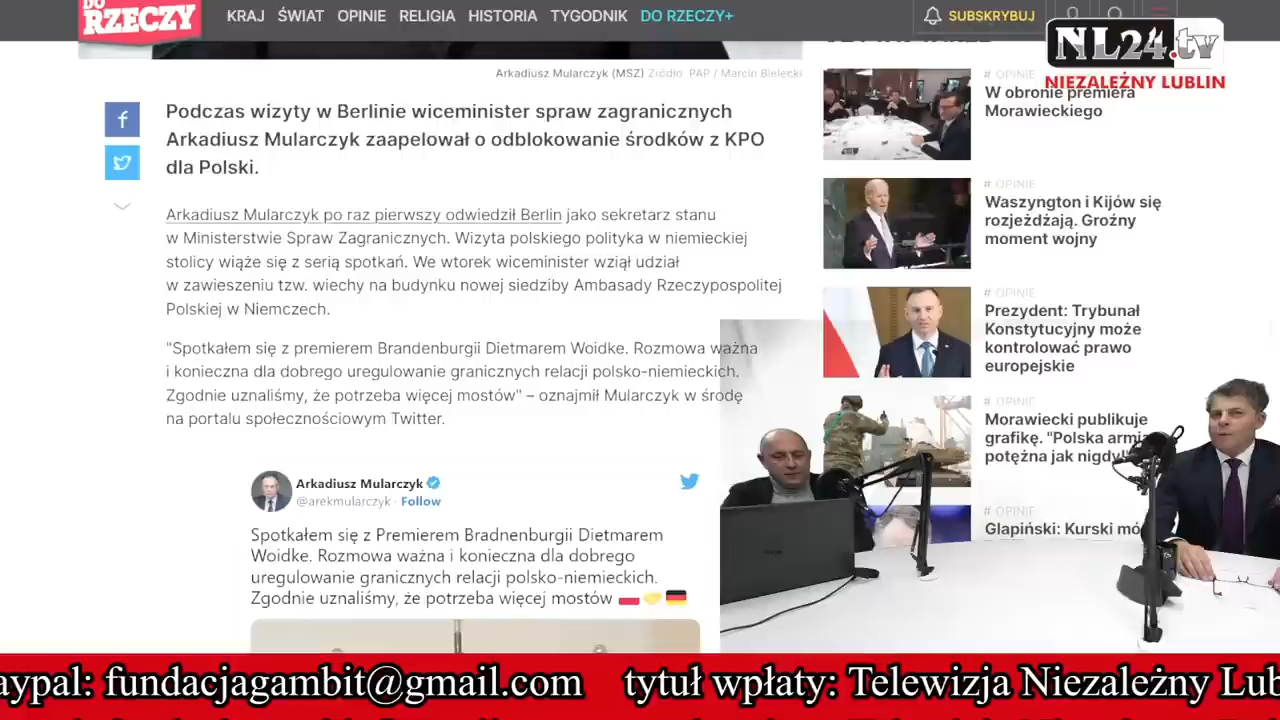 DO
RZECZY
KRAJ ŚWIAT OPINIE RELIGIA HISTORIA TYGODNIK DO RZECZY+
SUBSKRYBUJ
NL24.tv
NIEZALEŻNY LUBLIN
Arkadiusz Mularczyk (MSZ) Źródło: PAP / Marcin Bielecki
Podczas wizyty w Berlinie wiceminister spraw zagranicznych
Arkadiusz Mularczyk zaapelował o odblokowanie środków z KPO
dla Polski.
Arkadiusz Mularczyk po raz pierwszy odwiedził Berlin jako sekretarz stanu
w Ministerstwie Spraw Zagranicznych. Wizyta polskiego polityka w niemieckiej
stolicy wiąże się z serią spotkań. We wtorek wiceminister wziął udział
w zawieszeniu tzw. wiechy na budynku nowej siedziby Ambasady Rzeczypospolitej
Polskiej w Niemczech.
"Spotkałem się z premierem Brandenburgii Dietmarem Woidke. Rozmowa ważna
i konieczna dla dobrego uregulowanie granicznych relacji polsko-niemieckich.
Zgodnie uznaliśmy, że potrzeba więcej mostów" – oznajmił Mularczyk w środę
na portalu społecznościowym Twitter.
Arkadiusz Mularczyk
@arekmularczyk · Follow
Spotkałem się z Premierem Bradnenburgii Dietmarem
Woidke. Rozmowa ważna i konieczna dla dobrego
uregulowanie granicznych relacji polsko-niemieckich.
Zgodnie uznaliśmy, że potrzeba więcej mostów
# OPINIE
W obronie premiera
Morawieckiego
# OPINIE
Waszyngton i Kijów się
rozjeżdżają. Groźny
moment wojny
# OPINIE
Prezydent: Trybunał
Konstytucyjny może
kontrolować prawo
europejskie
# OPINIE
Morawiecki publikuje
grafikę. "Polska armia
potężna jak nigdy!"
# OPINIE
Glapiński: Kurski mó
aypal: fundacjagambit@gmail.com tytuł wpłaty: Telewizja Niezależny Lub